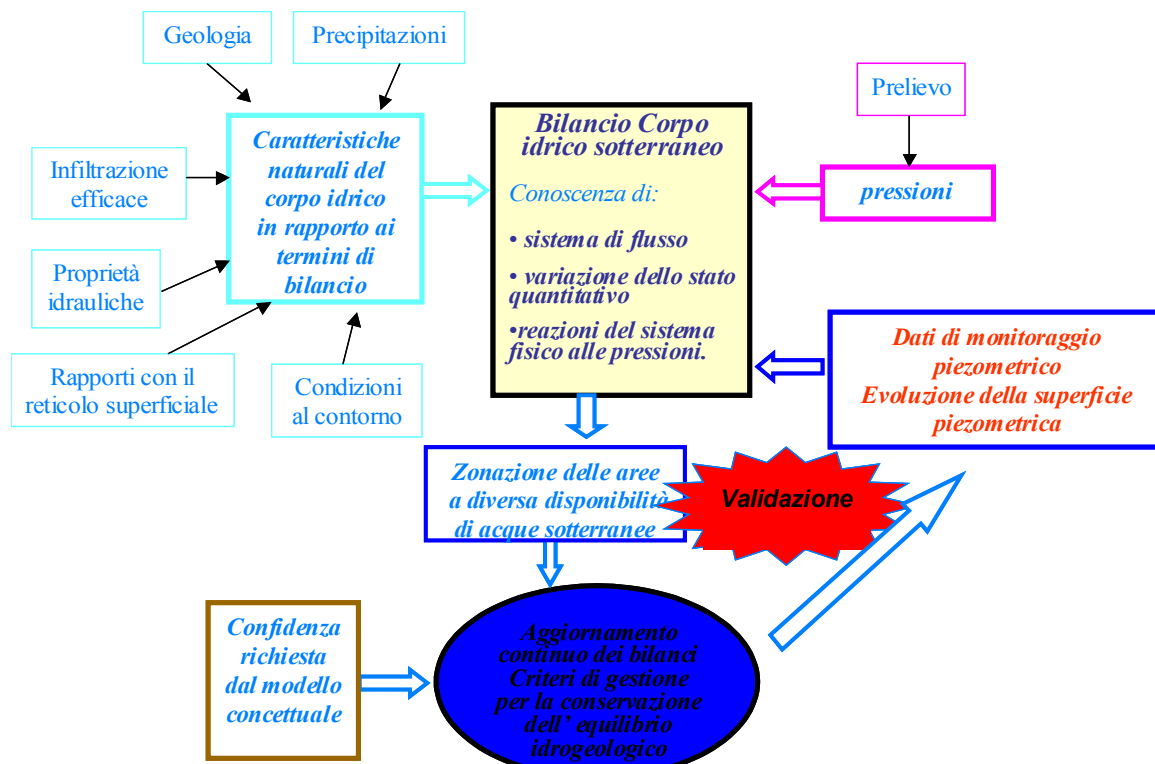 Geologia
Precipitazioni
Prelievo
Caratteristiche
naturali del
corpo idrico
in rapporto ai
termini di
bilancio
Infiltrazione
efficace
Proprietà
idrauliche
Rapporti con il
reticolo superficiale
Condizioni
al contorno
Bilancio Corpo
idrico sotterraneo
Conoscenza di:
• sistema di flusso
• variazione dello stato
quantitativo
•reazioni del sistema
fisico alle pressioni.
pressioni
Dati di monitoraggio
piezometrico
Evoluzione della superficie
piezometrica
Zonazione delle aree
a diversa disponibilità
di acque sotterranee
Validazione
Confidenza
richiesta
dal modello
concettuale
Aggiornamento
continuo dei bilanci
Criteri di gestione
per la conservazione
dell' equilibrio
idrogeologico